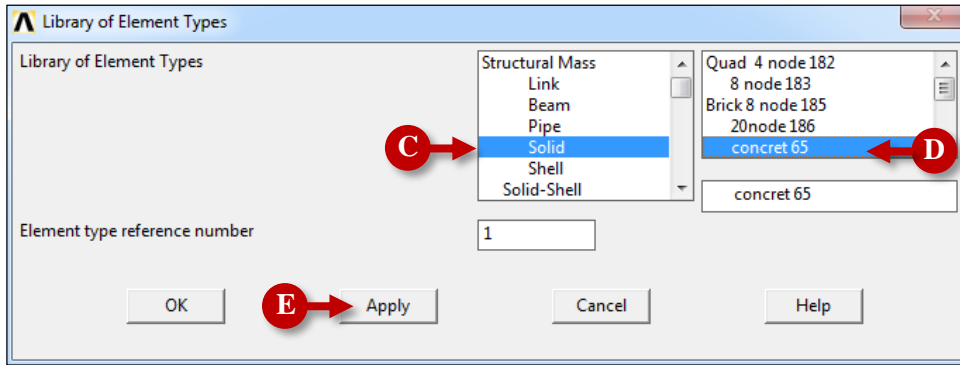 Library of Element Types
Library of Element Types
Structural Mass
Link
Beam
Pipe
Solid
Shell
Solid-Shell
Quad 4 node 182
8 node 183
Brick 8 node 185
20node 186
concret 65
concret 65
C
D
Element type reference number
1
E
OK
Apply
Cancel
Help